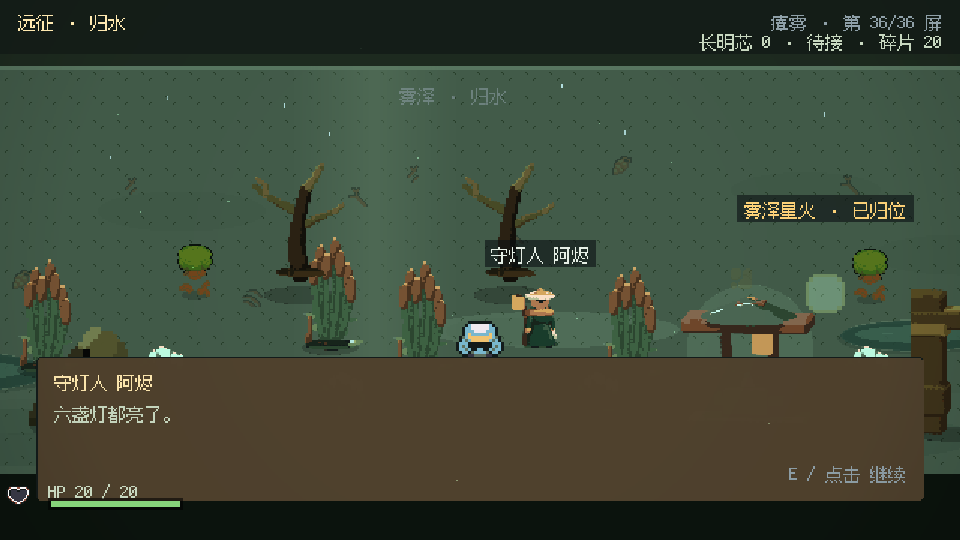 远征 · 归水
瘴雾 · 第 36/36 屏
长明芯 0 · 待接 · 碎片 20
雾泽 · 归水
雾泽星火 · 已归位
守灯人 阿烬
守灯人 阿烬
六盏灯都亮了。
E / 点击 继续
HP 20 / 20